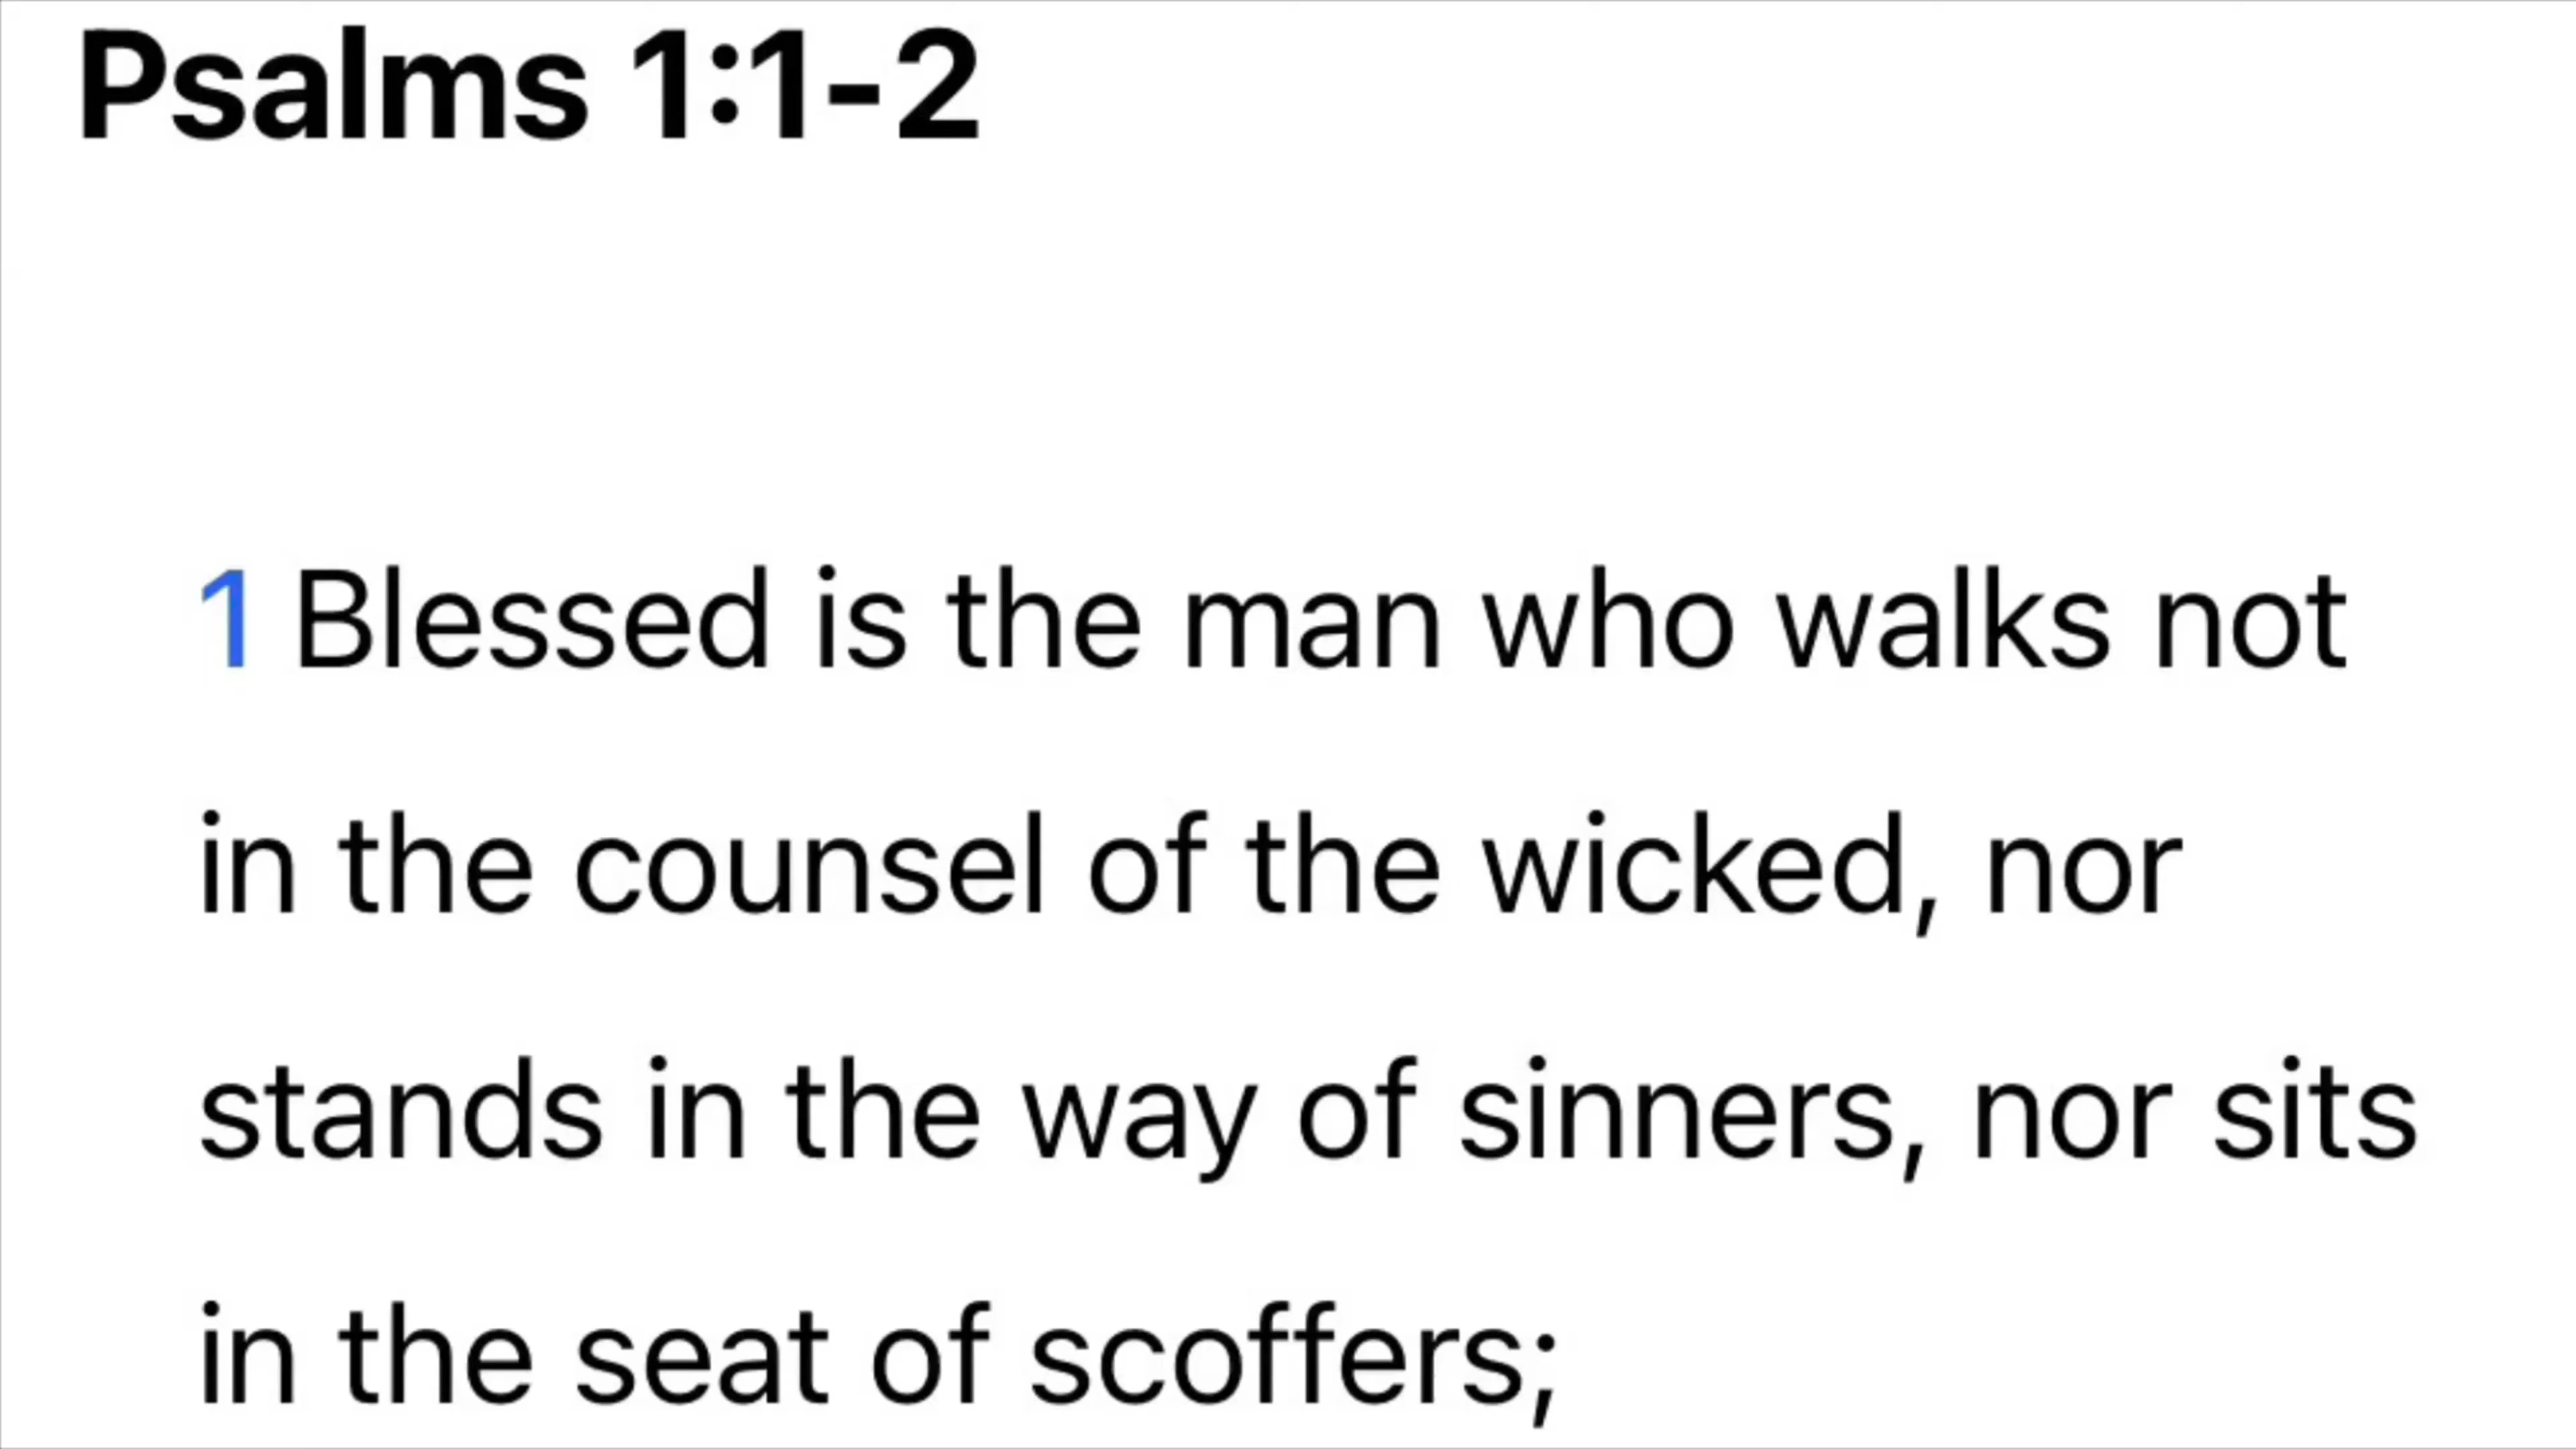 Psalms 1:1-2
1 Blessed is the man who walks not
in the counsel of the wicked, nor
stands in the way of sinners, nor sits
in the seat of scoffers;